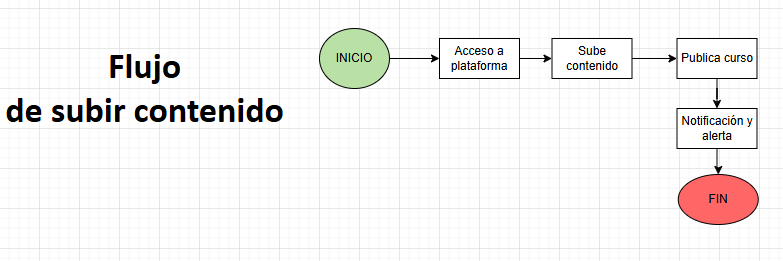 Flujo
de subir contenido
INICIO
Acceso a
plataforma
Sube
contenido
Publica curso
Notificación y
alerta
FIN